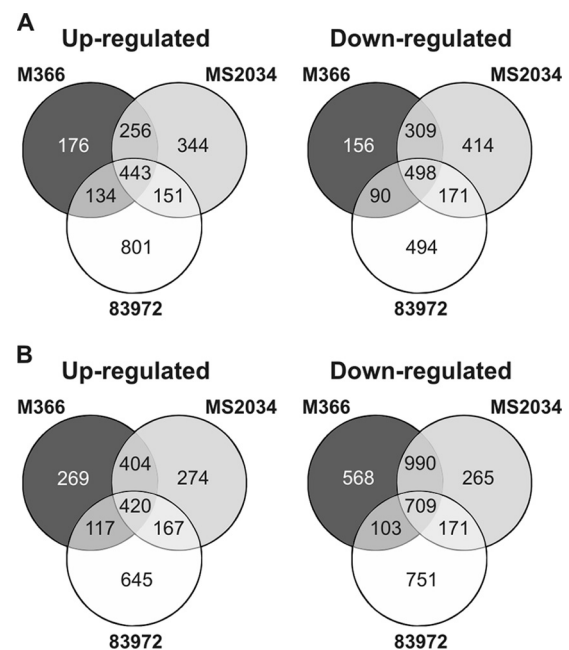 A
Up-regulated Down-regulated
M366 MS2034 M366 MS2034
176 256 344 156 309 414
443 498
134 151 90 171
801 494
83972 83972
B
Up-regulated Down-regulated
M366 MS2034 M366 MS2034
269 404 274 568 990 265
420 709
117 167 103 171
645 751
83972 83972